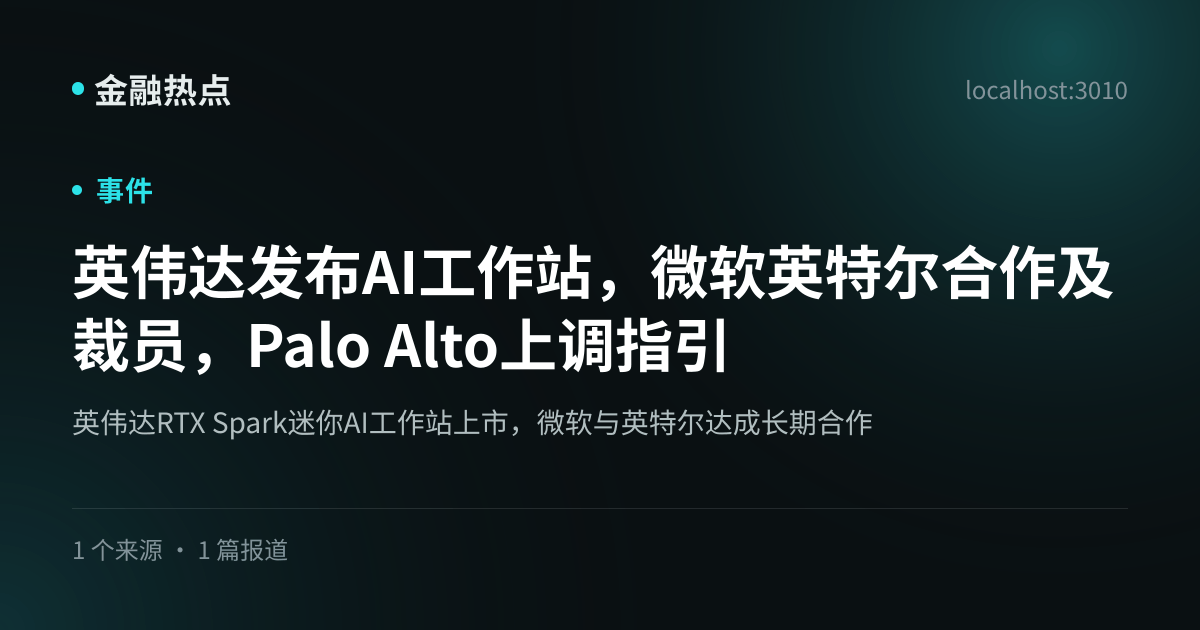 金融热点
localhost:3010
事件
英伟达发布AI工作站，微软英特尔合作及
裁员，Palo Alto上调指引
英伟达RTX Spark迷你AI工作站上市，微软与英特尔达成长期合作
1 个来源 · 1 篇报道